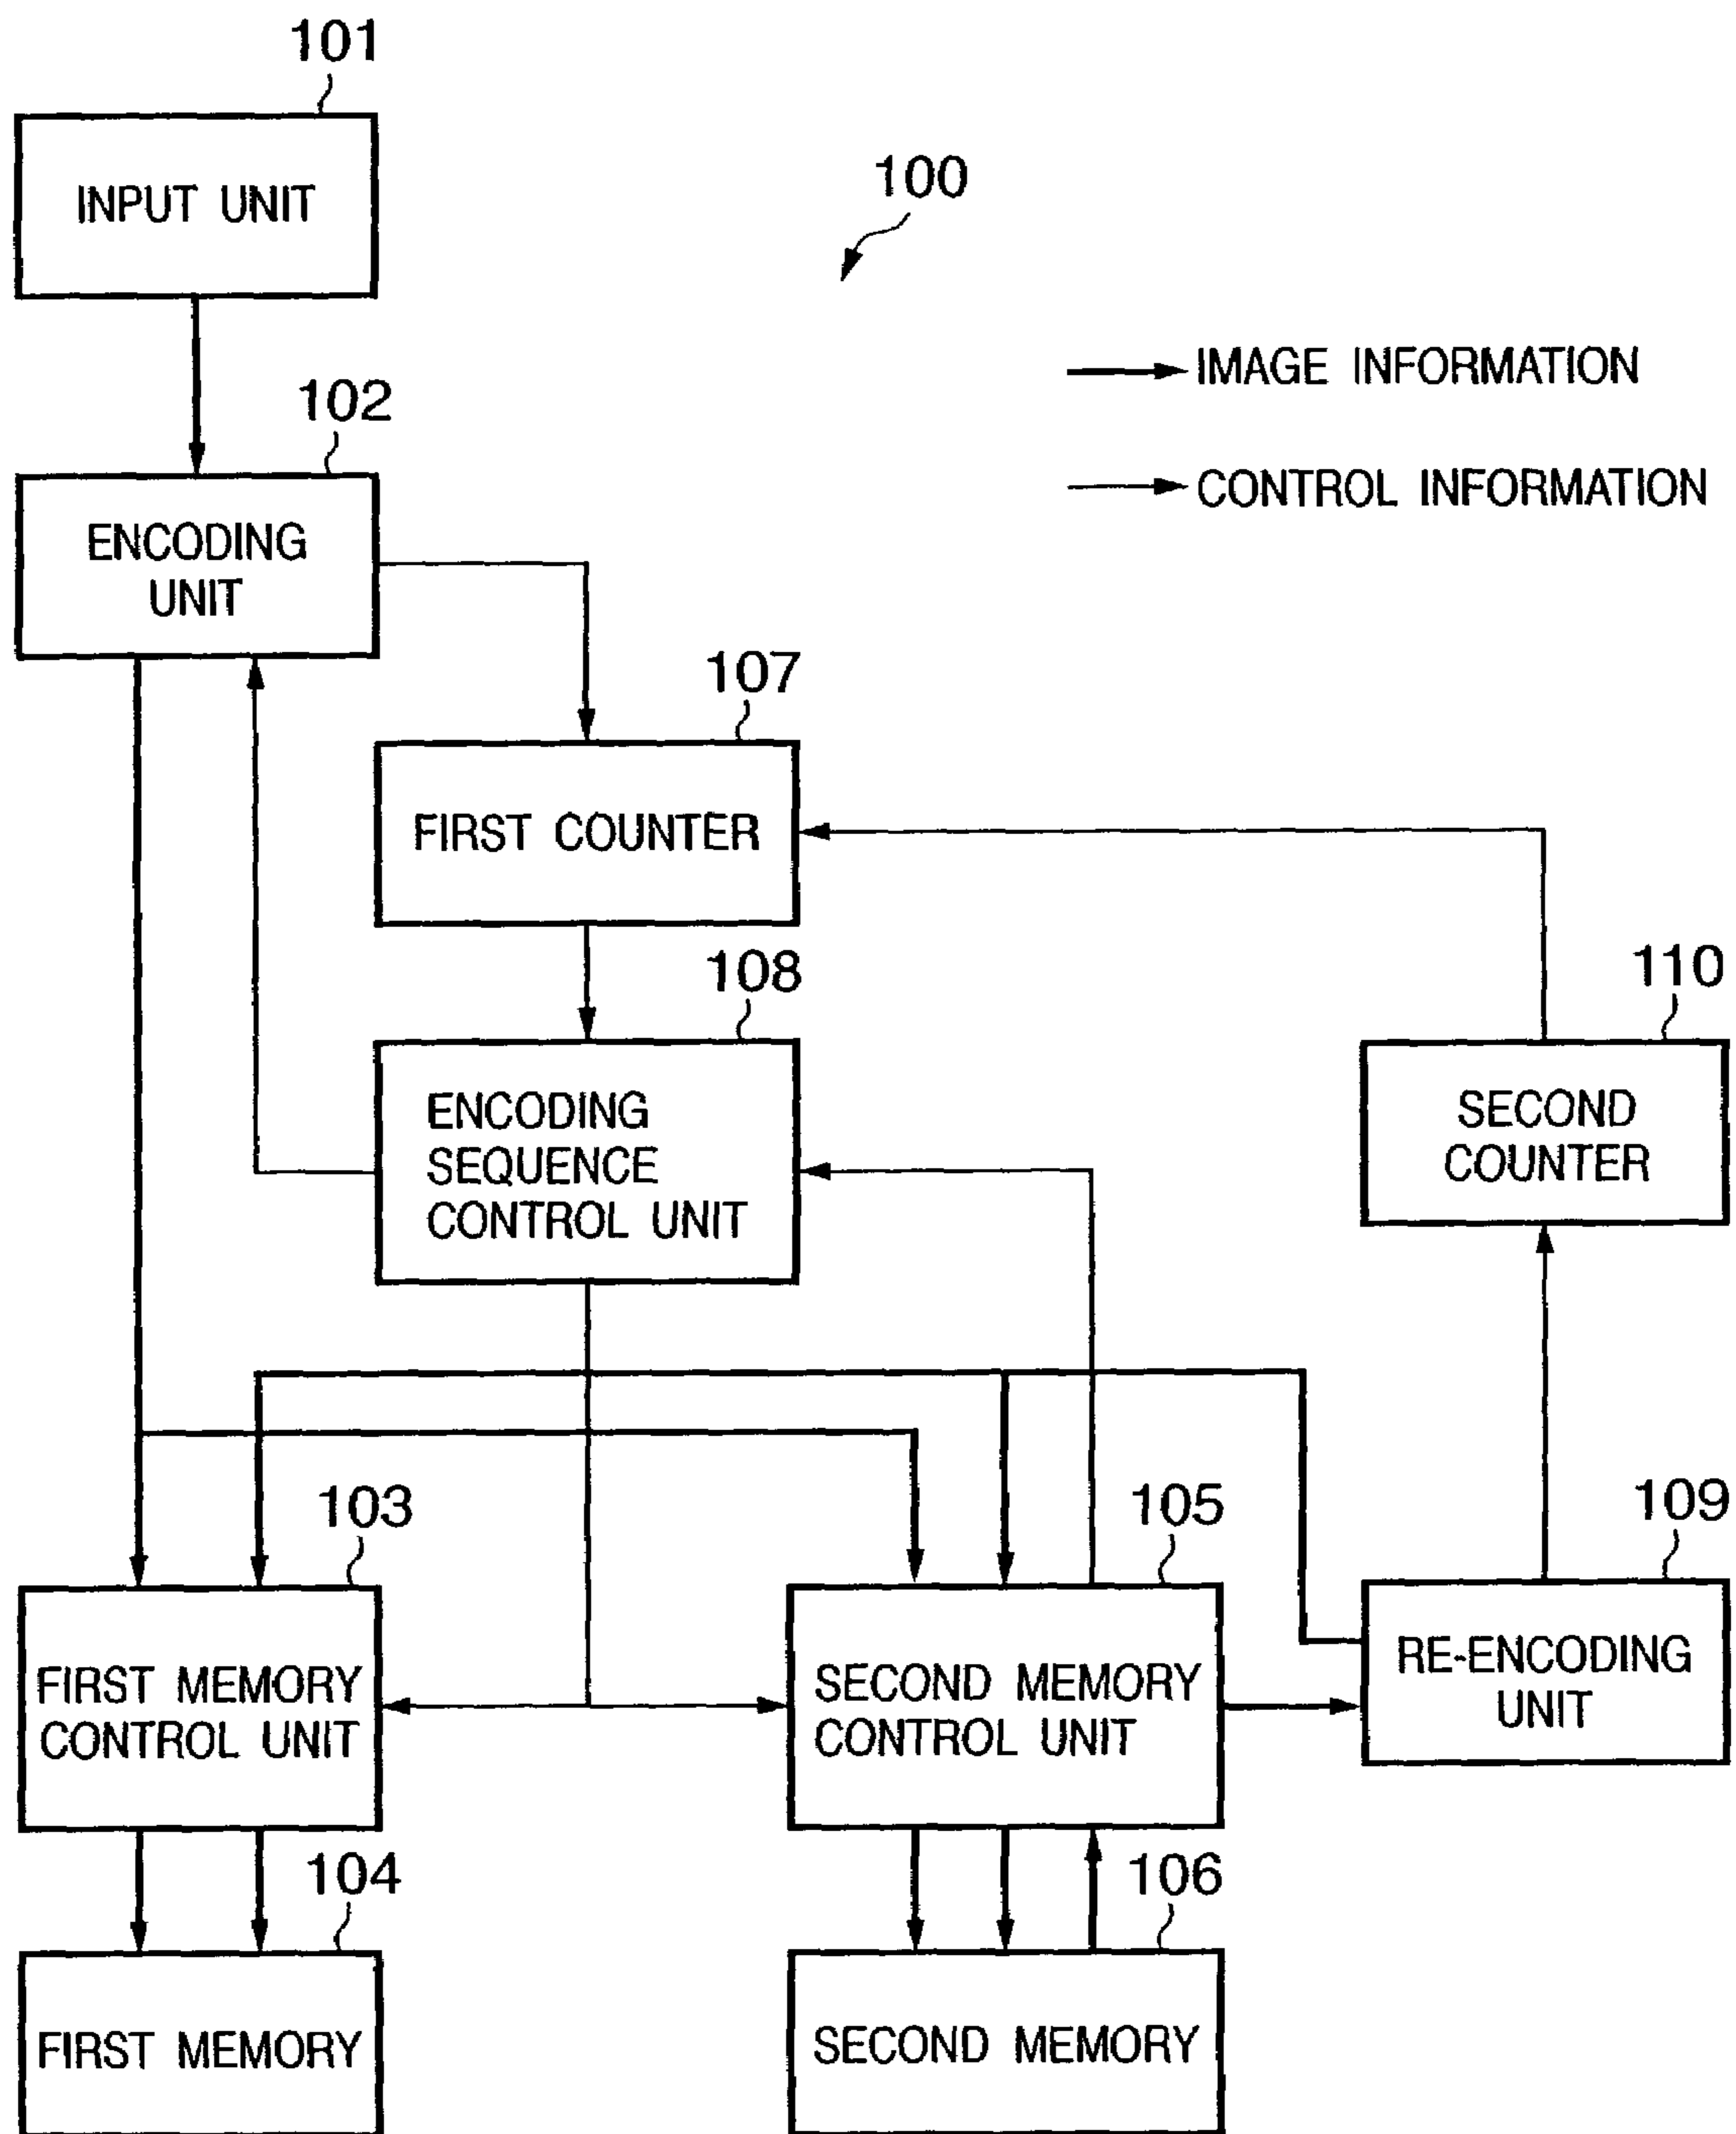 101
INPUT UNIT
100
IMAGE INFORMATION
CONTROL INFORMATION
102
ENCODING
UNIT
107
FIRST COUNTER
108
ENCODING
SEQUENCE
CONTROL UNIT
110
SECOND
COUNTER
103
FIRST MEMORY
CONTROL UNIT
105
SECOND MEMORY
CONTROL UNIT
109
RE-ENCODING
UNIT
104
FIRST MEMORY
106
SECOND MEMORY